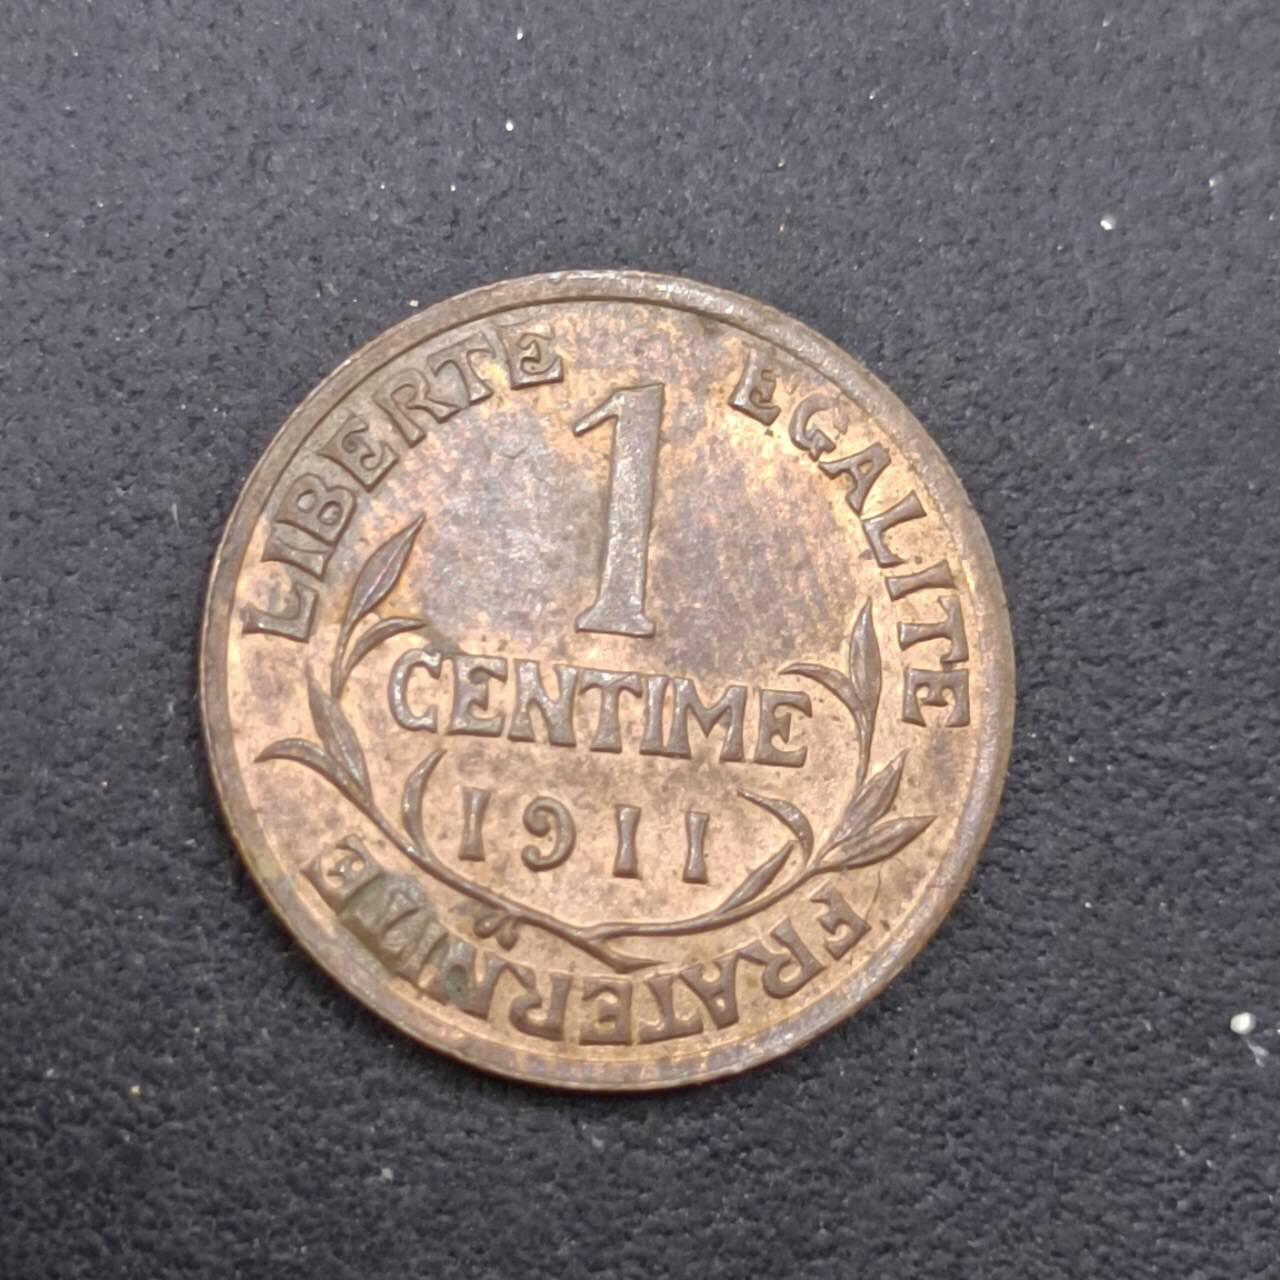 LIBERTE EGALITE
1
CENTIME
1911
FRATERNITE